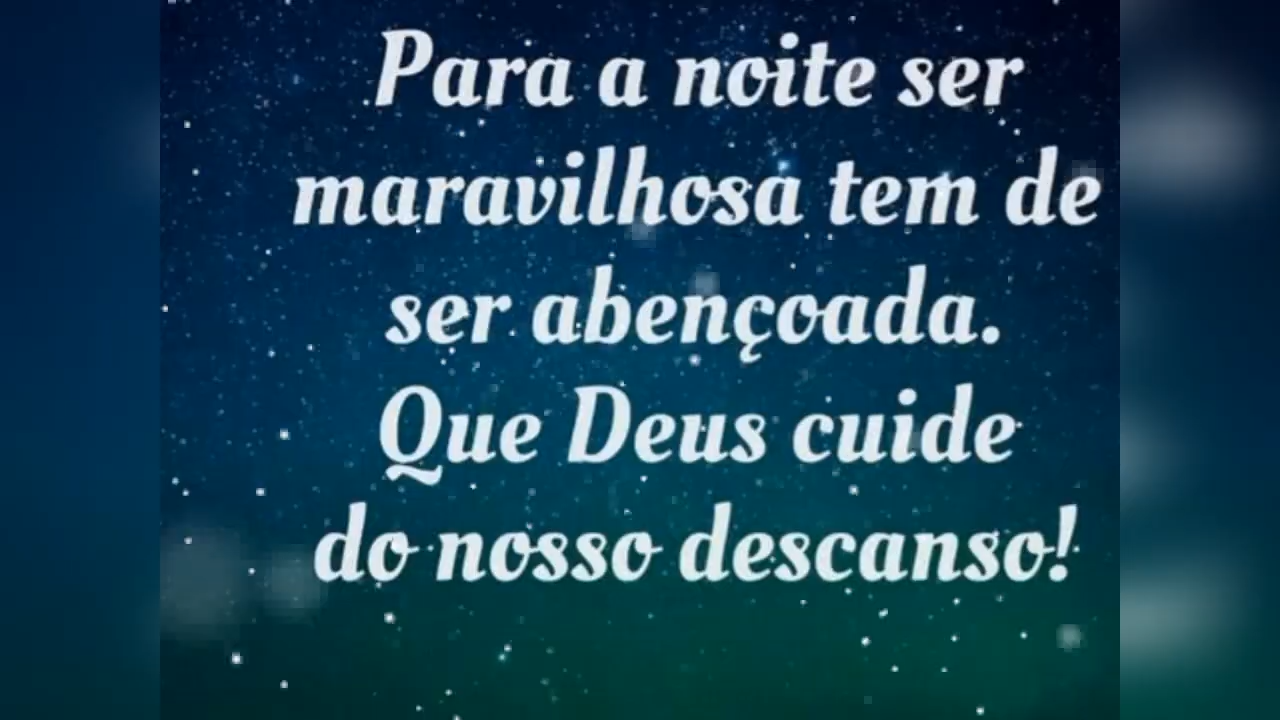 Para a noite ser
maravilhosa tem de
ser abençoada.
Que Deus cuide
do nosso descanso!